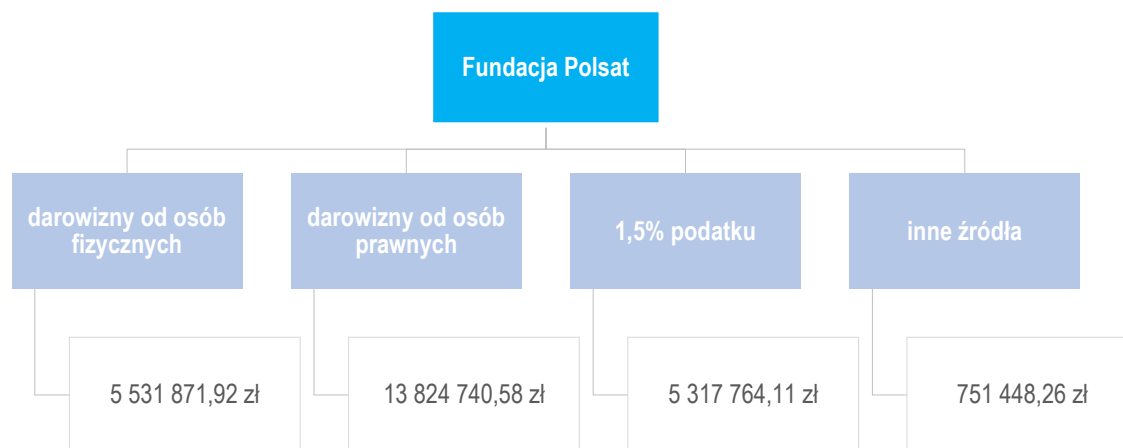 Fundacja Polsat
darowizny od osób
fizycznych
darowizny od osób
prawnych
1,5% podatku
inne źródła
5 531 871,92 zł
13 824 740,58 zł
5 317 764,11 zł
751 448,26 zł